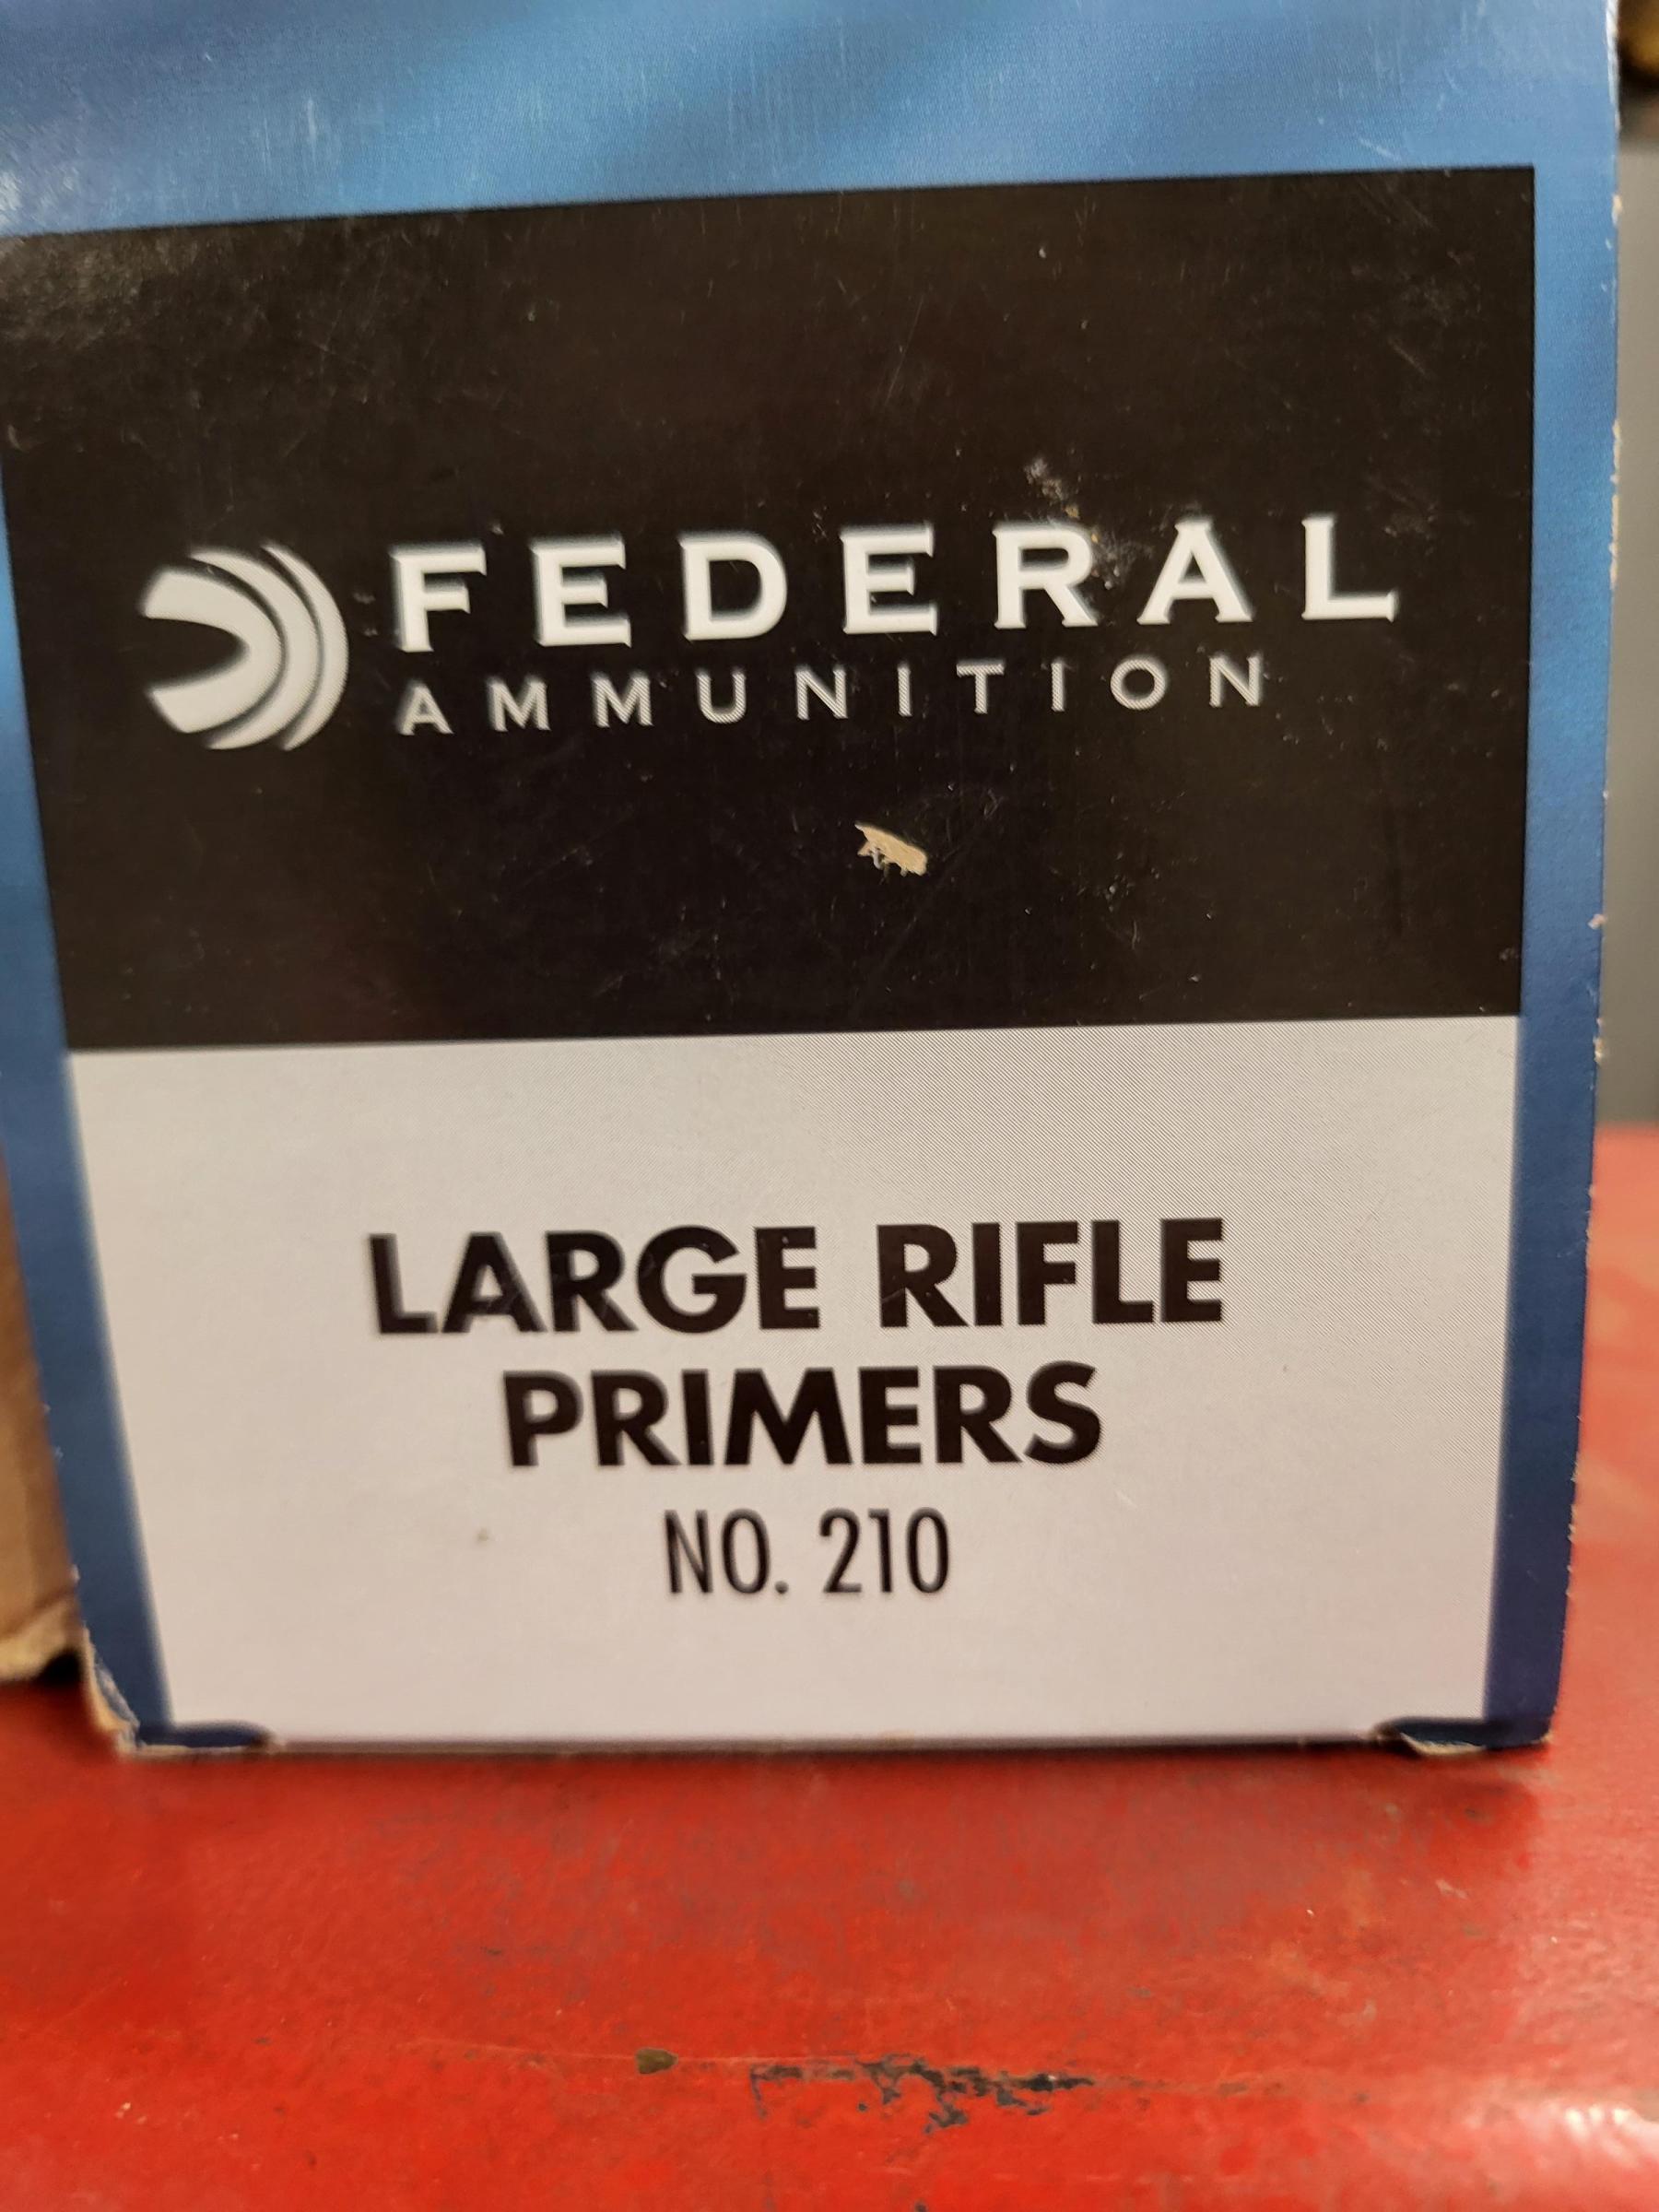 FEDERAL
AMMUNITION
LARGE RIFLE
PRIMERS
NO. 210